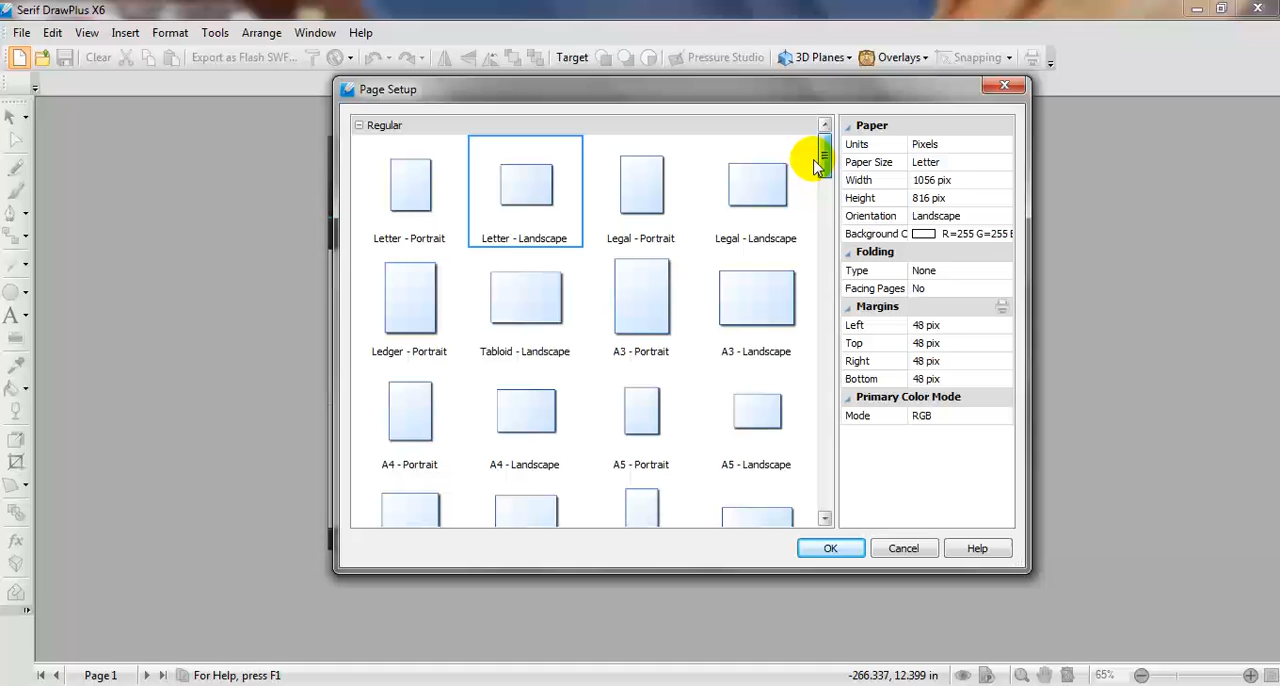 Serif DrawPlus X6
File Edit View Insert Format Tools Arrange Window Help
Clear Export as Flash SWF... Target Pressure Studio 3D Planes Overlays Snapping
Page Setup
Regular
Letter - Portrait Letter - Landscape Legal - Portrait Legal - Landscape
Ledger - Portrait Tabloid - Landscape A3 - Portrait A3 - Landscape
A4 - Portrait A4 - Landscape A5 - Portrait A5 - Landscape
Paper
Units Pixels
Paper Size Letter
Width 1056 pix
Height 816 pix
Orientation Landscape
Background C R=255 G=255 B
Folding
Type None
Facing Pages No
Margins
Left 48 pix
Top 48 pix
Right 48 pix
Bottom 48 pix
Primary Color Mode
Mode RGB
OK Cancel Help
Page 1 For Help, press F1 -266.337, 12.399 in 65%